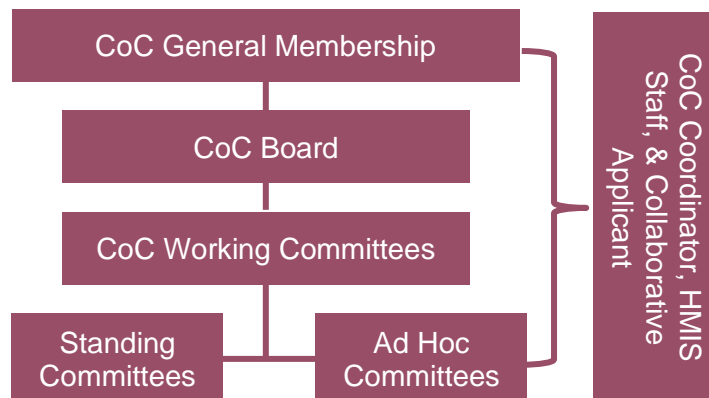 CoC General Membership
CoC Board
CoC Working Committees
Standing
Committees
Ad Hoc
Committees
CoC Coordinator, HMIS
Staff, & Collaborative
Applicant